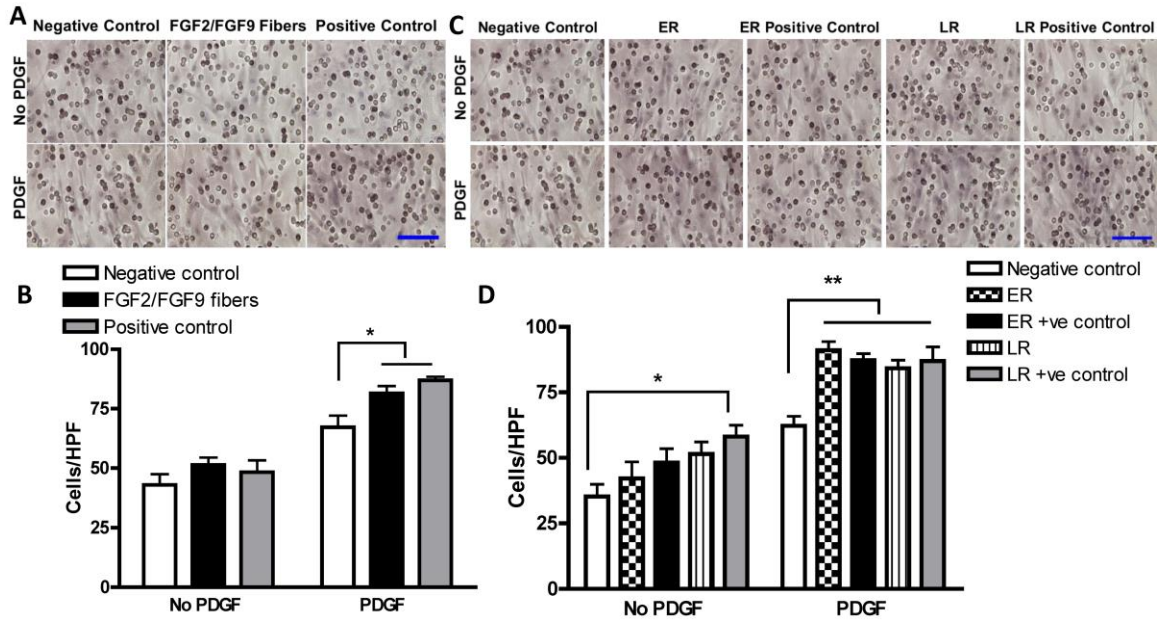 A
Negative Control FGF2/FGF9 Fibers Positive Control
No PDGF
PDGF
C
Negative Control ER ER Positive Control LR LR Positive Control
No PDGF
PDGF
B
Negative control
FGF2/FGF9 fibers
Positive control
*
100
75
50
25
0
Cells/HPF
No PDGF PDGF
D
Negative control
ER
ER +ve control
LR
LR +ve control
**
*
100
75
50
25
0
Cells/HPF
No PDGF PDGF